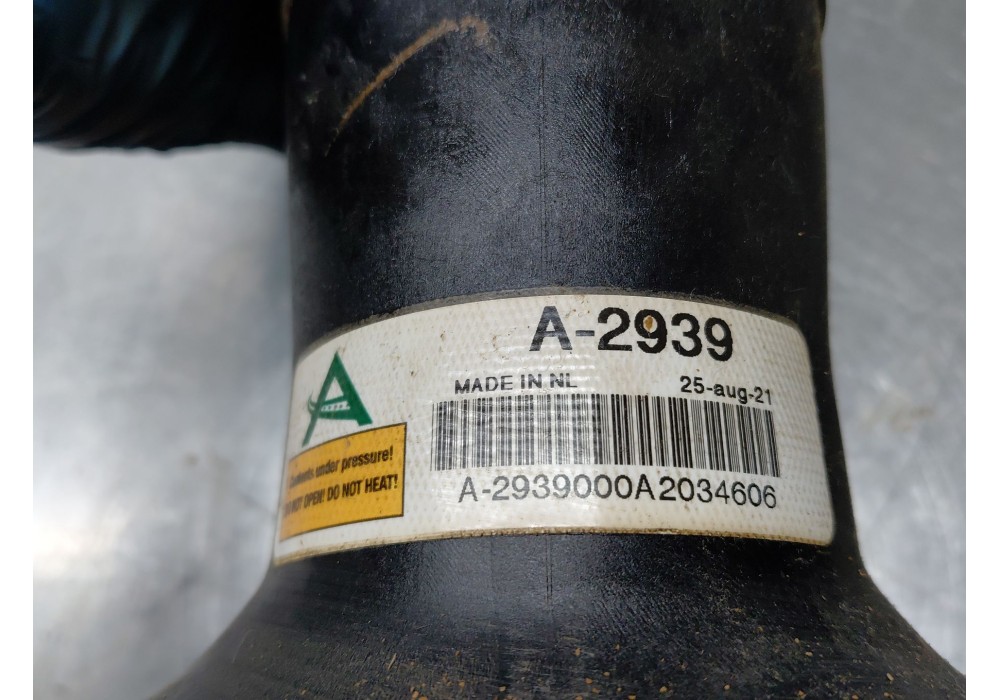 A-2939
MADE IN NL 25-aug-21
A-2939000A2034606
Contents under pressure!
DO NOT OPEN! DO NOT HEAT!